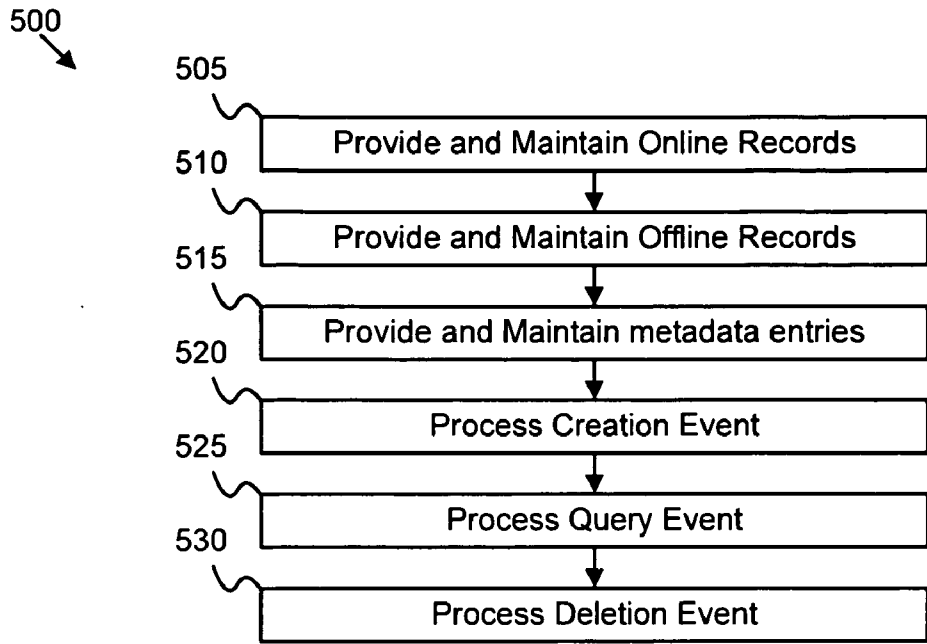 500
505
Provide and Maintain Online Records
510
Provide and Maintain Offline Records
515
Provide and Maintain metadada entries
520
Process Creation Event
525
Process Query Event
530
Process Deletion Event